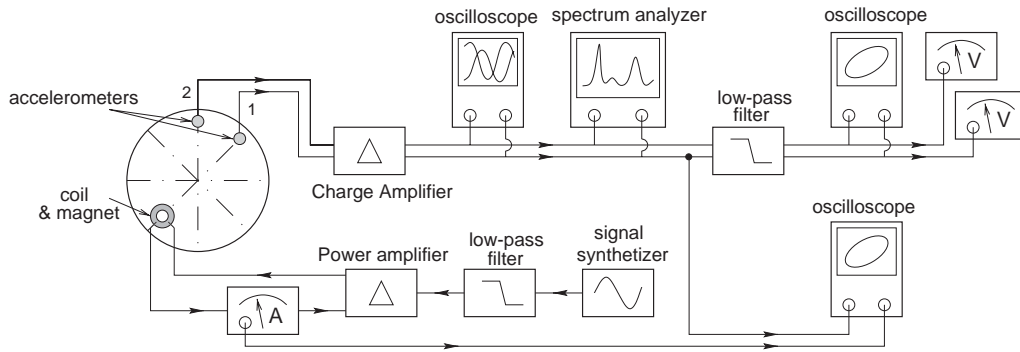 oscilloscope
spectrum analyzer
oscilloscope
accelerometers
2
1
V
V
low-pass
filter
Charge Amplifier
coil
& magnet
oscilloscope
Power amplifier
low-pass
filter
signal
synthetizer
A